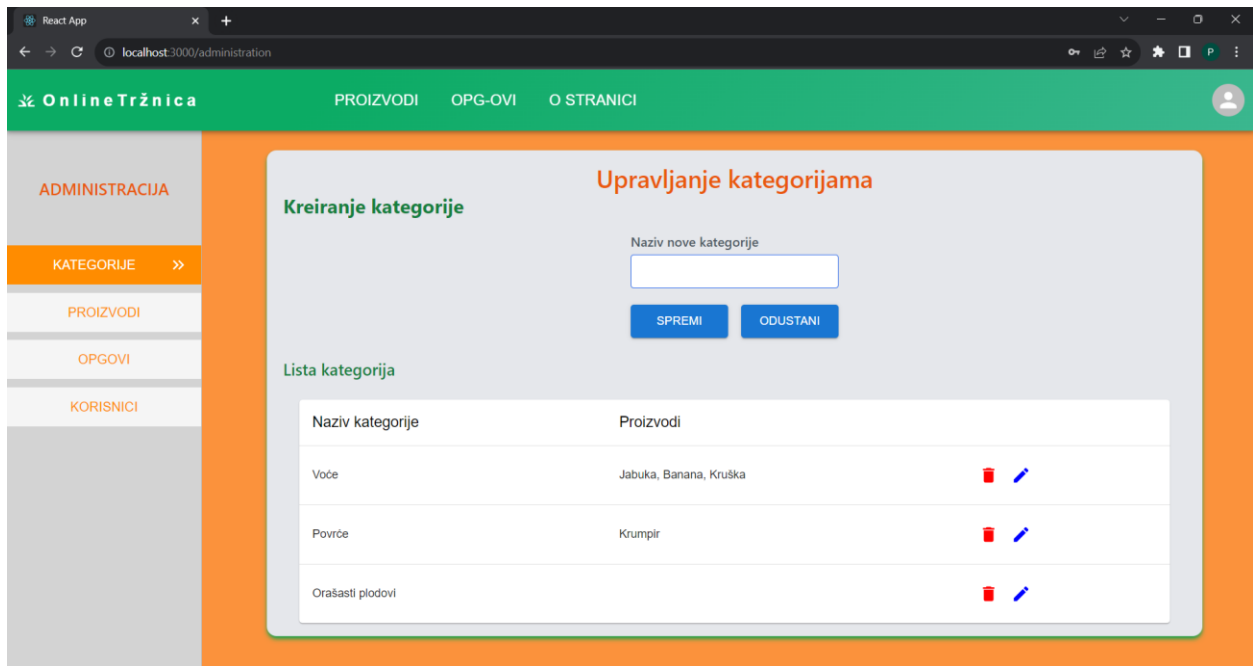 React App
localhost:3000/administration
P
OnlineTržnica PROIZVODI OPG-OVI O STRANICI
ADMINISTRACIJA
KATEGORIJE
PROIZVODI
OPGOVI
KORISNICI
Upravljanje kategorijama
Kreiranje kategorije
Naziv nove kategorije
SPREMI ODUSTANI
Lista kategorija
Naziv kategorije Proizvodi
Voće Jabuka, Banana, Kruška
Povrće Krumpir
Orašasti plodovi